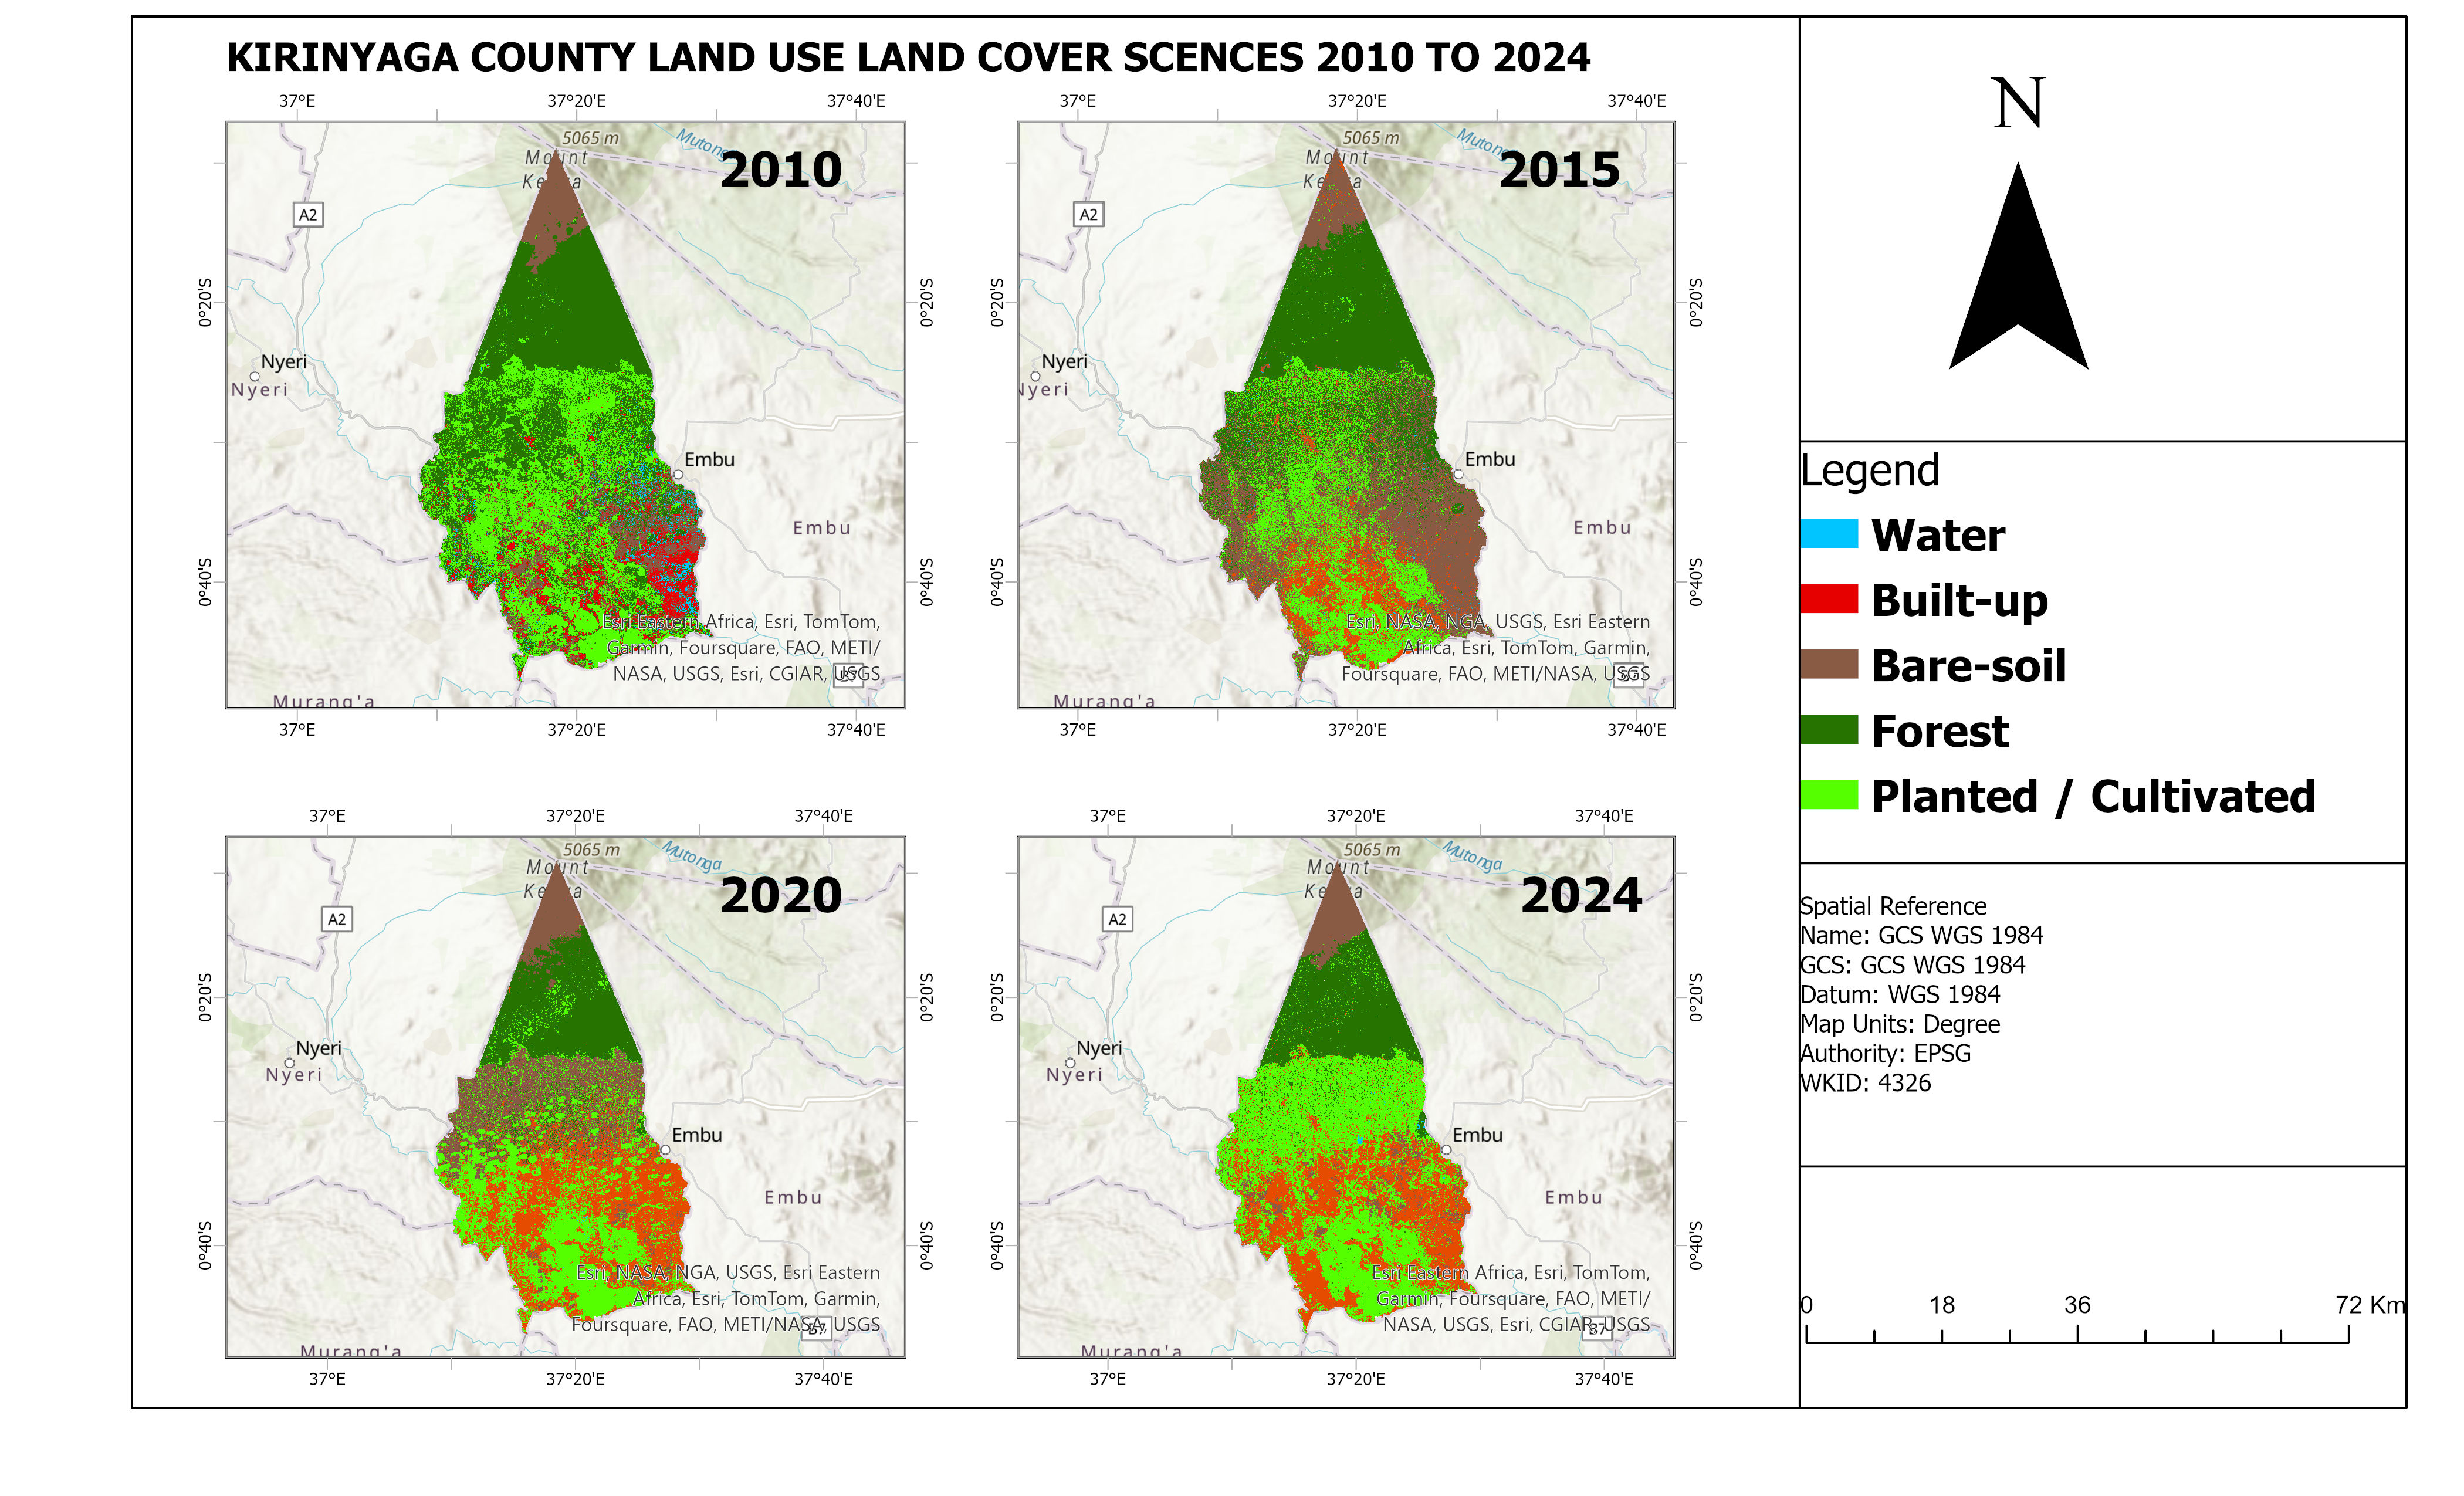 KIRINYAGA COUNTY LAND USE LAND COVER SCENCES 2010 TO 2024
37°E 37°20'E 37°40'E
5065 m
Mount
Mutonga
2010
A2
0°20'S 0°20'S
Nyeri
Nyeri
Embu
Embu
0°40'S 0°40'S
Esri Eastern Africa, Esri, TomTom,
Garmin, Foursquare, FAO, METI/
NASA, USGS, Esri, CGIAR, USGS
B7
Murang'a
37°E 37°20'E 37°40'E
37°E 37°20'E 37°40'E
5065 m
Mount
Mutonga
2015
A2
0°20'S 0°20'S
Nyeri
Nyeri
Embu
Embu
0°40'S 0°40'S
Esri, NASA, NGA, USGS, Esri Eastern
Africa, Esri, TomTom, Garmin,
Foursquare, FAO, METI/NASA, USGS
B7
Murang'a
37°E 37°20'E 37°40'E
37°E 37°20'E 37°40'E
5065 m
Mount
Mutonga
2020
A2
0°20'S 0°20'S
Nyeri
Nyeri
Embu
Embu
0°40'S 0°40'S
Esri, NASA, NGA, USGS, Esri Eastern
Africa, Esri, TomTom, Garmin,
Foursquare, FAO, METI/NASA, USGS
B7
Murang'a
37°E 37°20'E 37°40'E
37°E 37°20'E 37°40'E
5065 m
Mount
Mutonga
2024
A2
0°20'S 0°20'S
Nyeri
Nyeri
Embu
Embu
0°40'S 0°40'S
Esri Eastern Africa, Esri, TomTom,
Garmin, Foursquare, FAO, METI/
NASA, USGS, Esri, CGIAR, USGS
B7
Murang'a
37°E 37°20'E 37°40'E
N
Legend
Water
Built-up
Bare-soil
Forest
Planted / Cultivated
Spatial Reference
Name: GCS WGS 1984
GCS: GCS WGS 1984
Datum: WGS 1984
Map Units: Degree
Authority: EPSG
WKID: 4326
0 18 36 72 Km